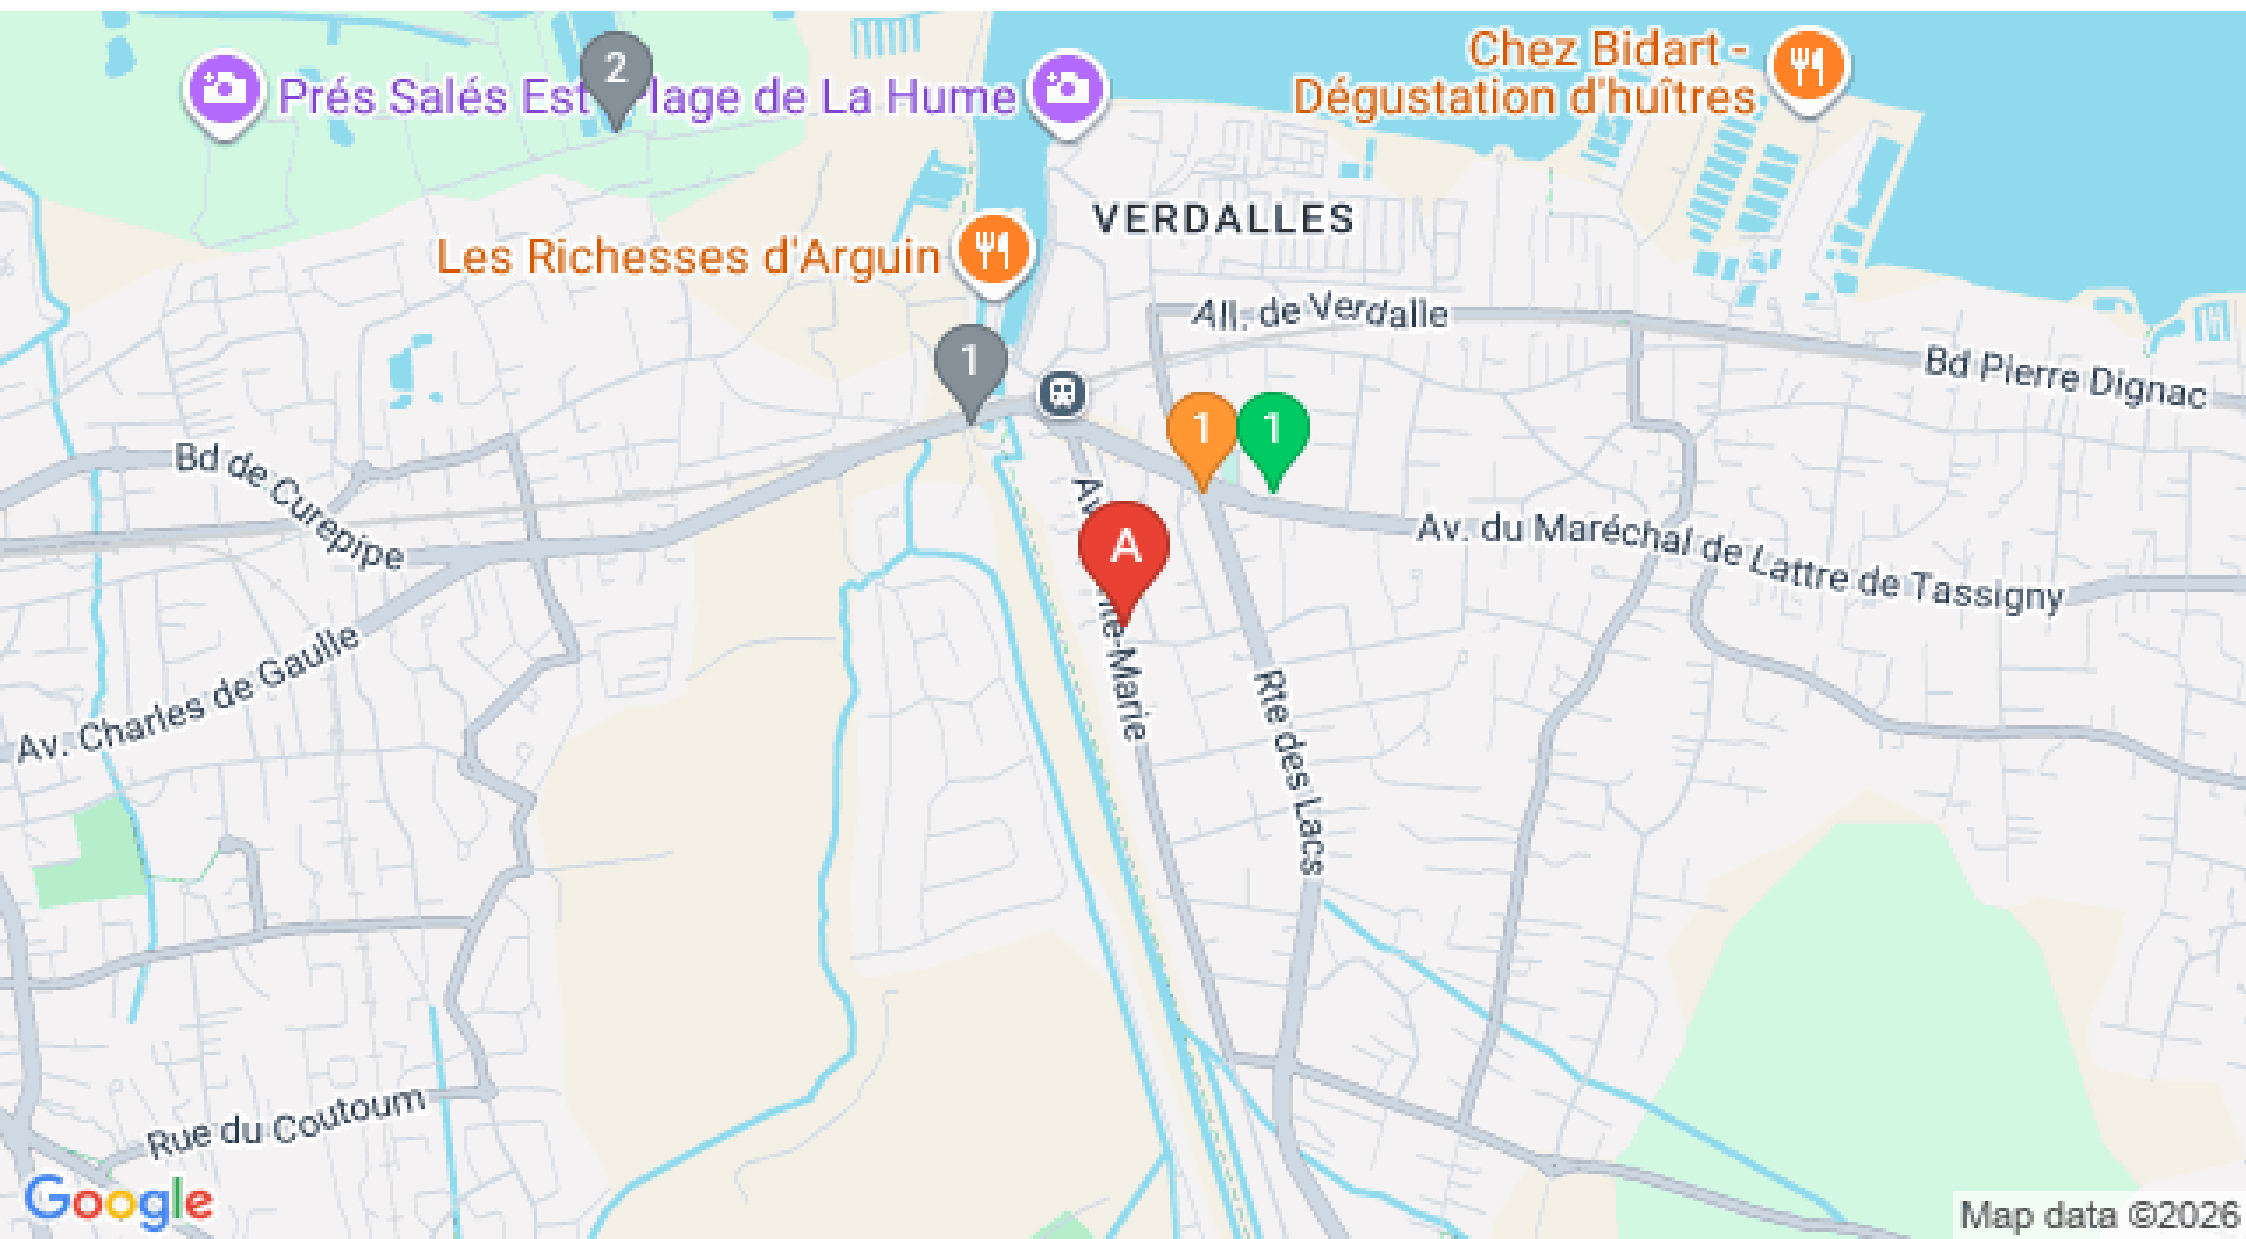 Chez Bidart -
Dégustation d'huîtres
2
Prés Salés Est
lage de La Hume
VERDALLES
Les Richesses d'Arguin
All. de Verdalle
1
Bd Pierre Dignac
1
1
Bd de Curepipe
A
Av. du Maréchal de Lattre de Tassigny
ne-Marie
Av. Charles de Gaulle
Rte des Lacs
Rue du Coutoum
Google
Map data ©2026